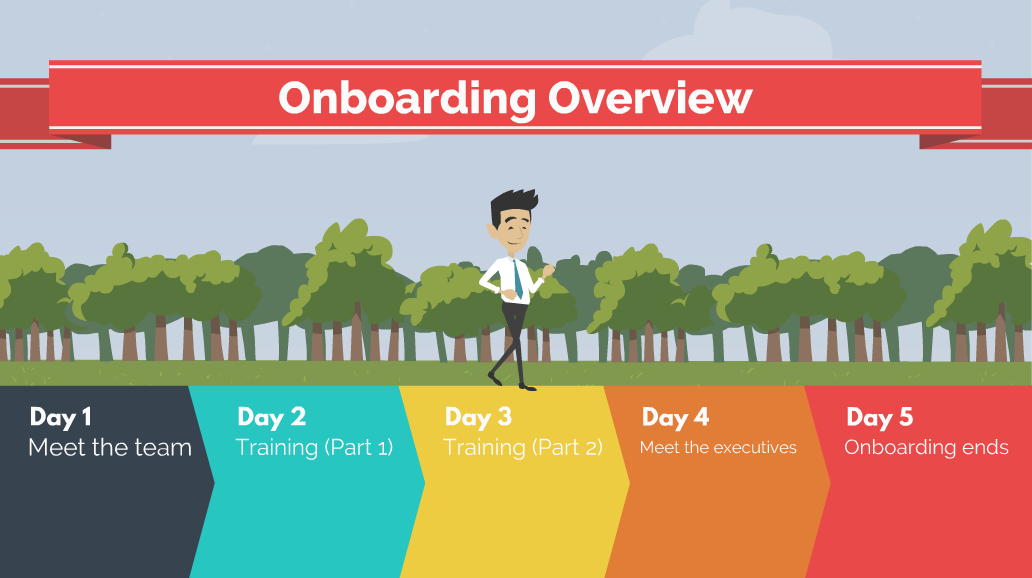 Onboarding Overview
Day 1
Meet the team
Day 2
Training (Part 1)
Day 3
Training (Part 2)
Day 4
Meet the executives
Day 5
Onboarding ends